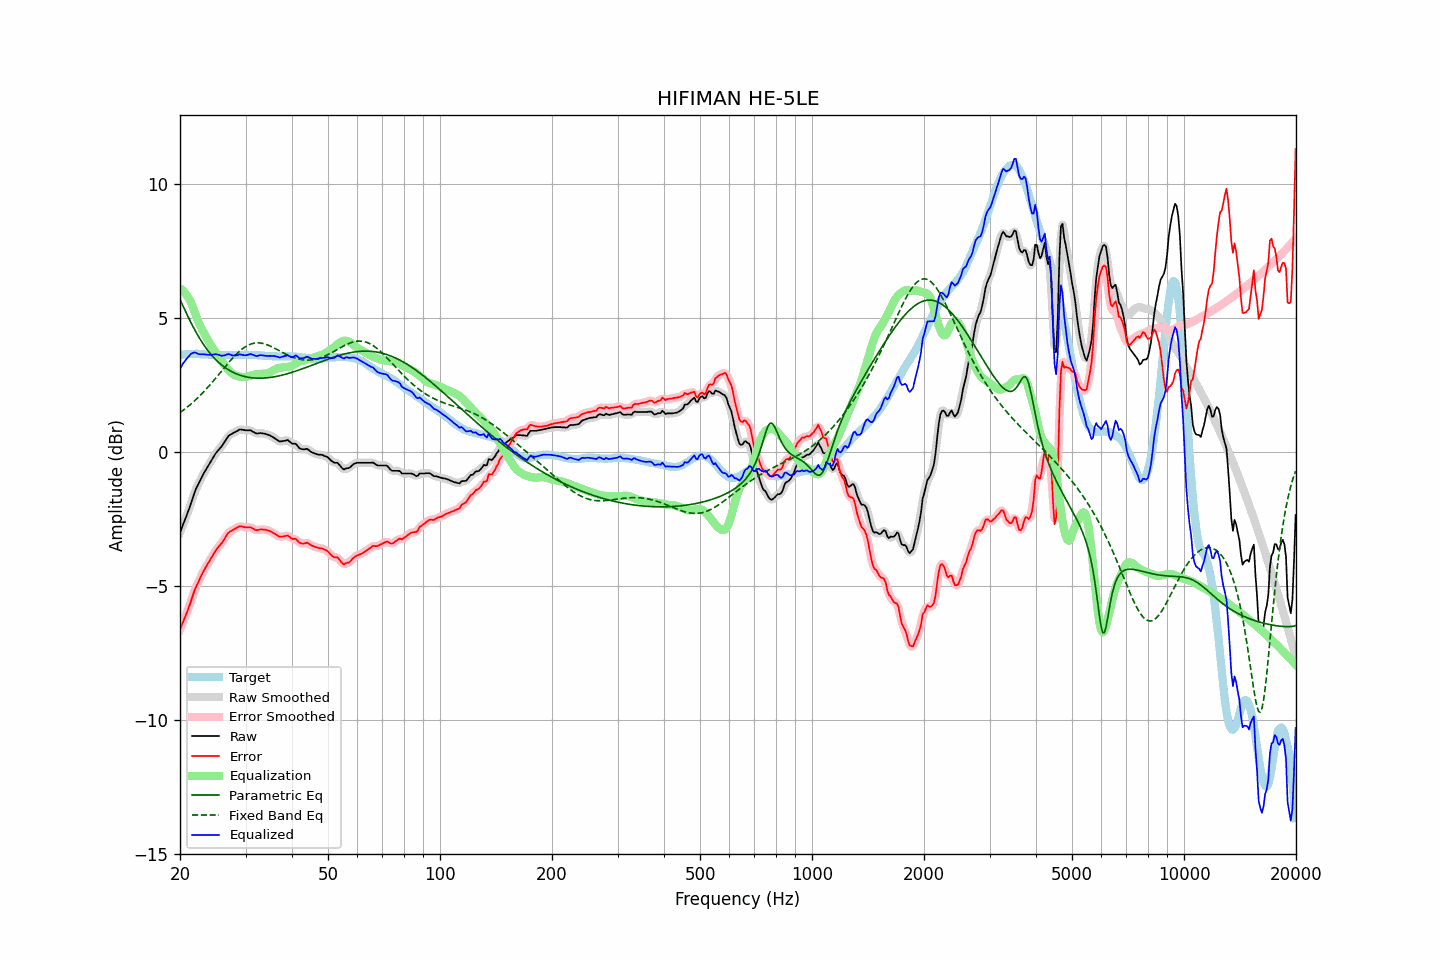 HIFIMAN HE-5LE
Amplitude (dBr)
10
5
0
−5
−10
−15
Target
Raw Smoothed
Error Smoothed
Raw
Error
Equalization
Parametric Eq
Fixed Band Eq
Equalized
20 50 100 200 500 1000 2000 5000 10000 20000
Frequency (Hz)